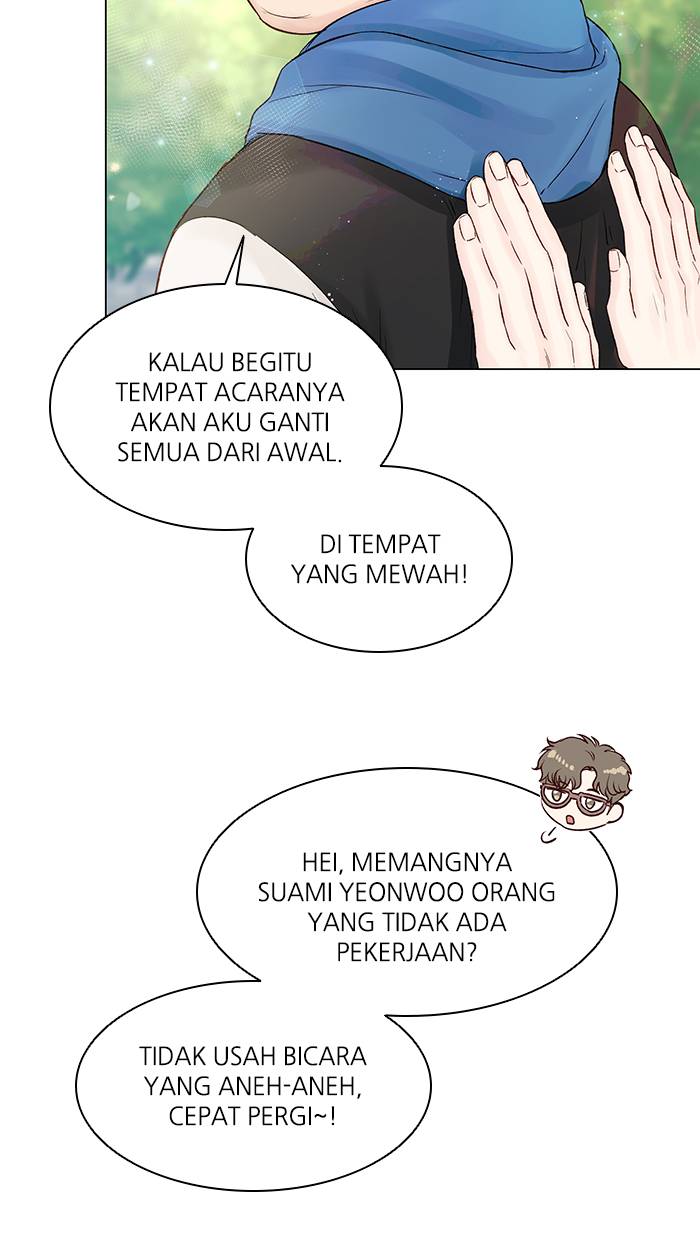 KALAU BEGITU
TEMPAT ACARANYA
AKAN AKU GANTI
SEMUA DARI AWAL.
DI TEMPAT
YANG MEWAH!
HEI, MEMANGNYA
SUAMI YEONWOO ORANG
YANG TIDAK ADA
PEKERJAAN?
TIDAK USAH BICARA
YANG ANEH-ANEH,
CEPAT PERGI~!